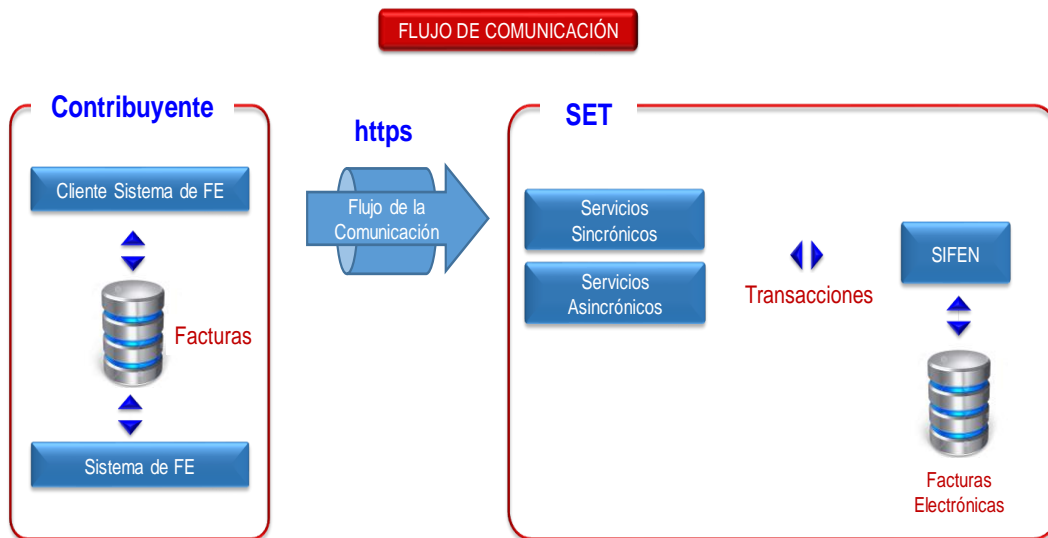 FLUJO DE COMUNICACIÓN
Contribuyente
Cliente Sistema de FE
Facturas
Sistema de FE
https
Flujo de la
Comunicación
SET
Servicios
Sincrónicos
Servicios
Asincrónicos
Transacciones
SIFEN
Facturas
Electrónicas